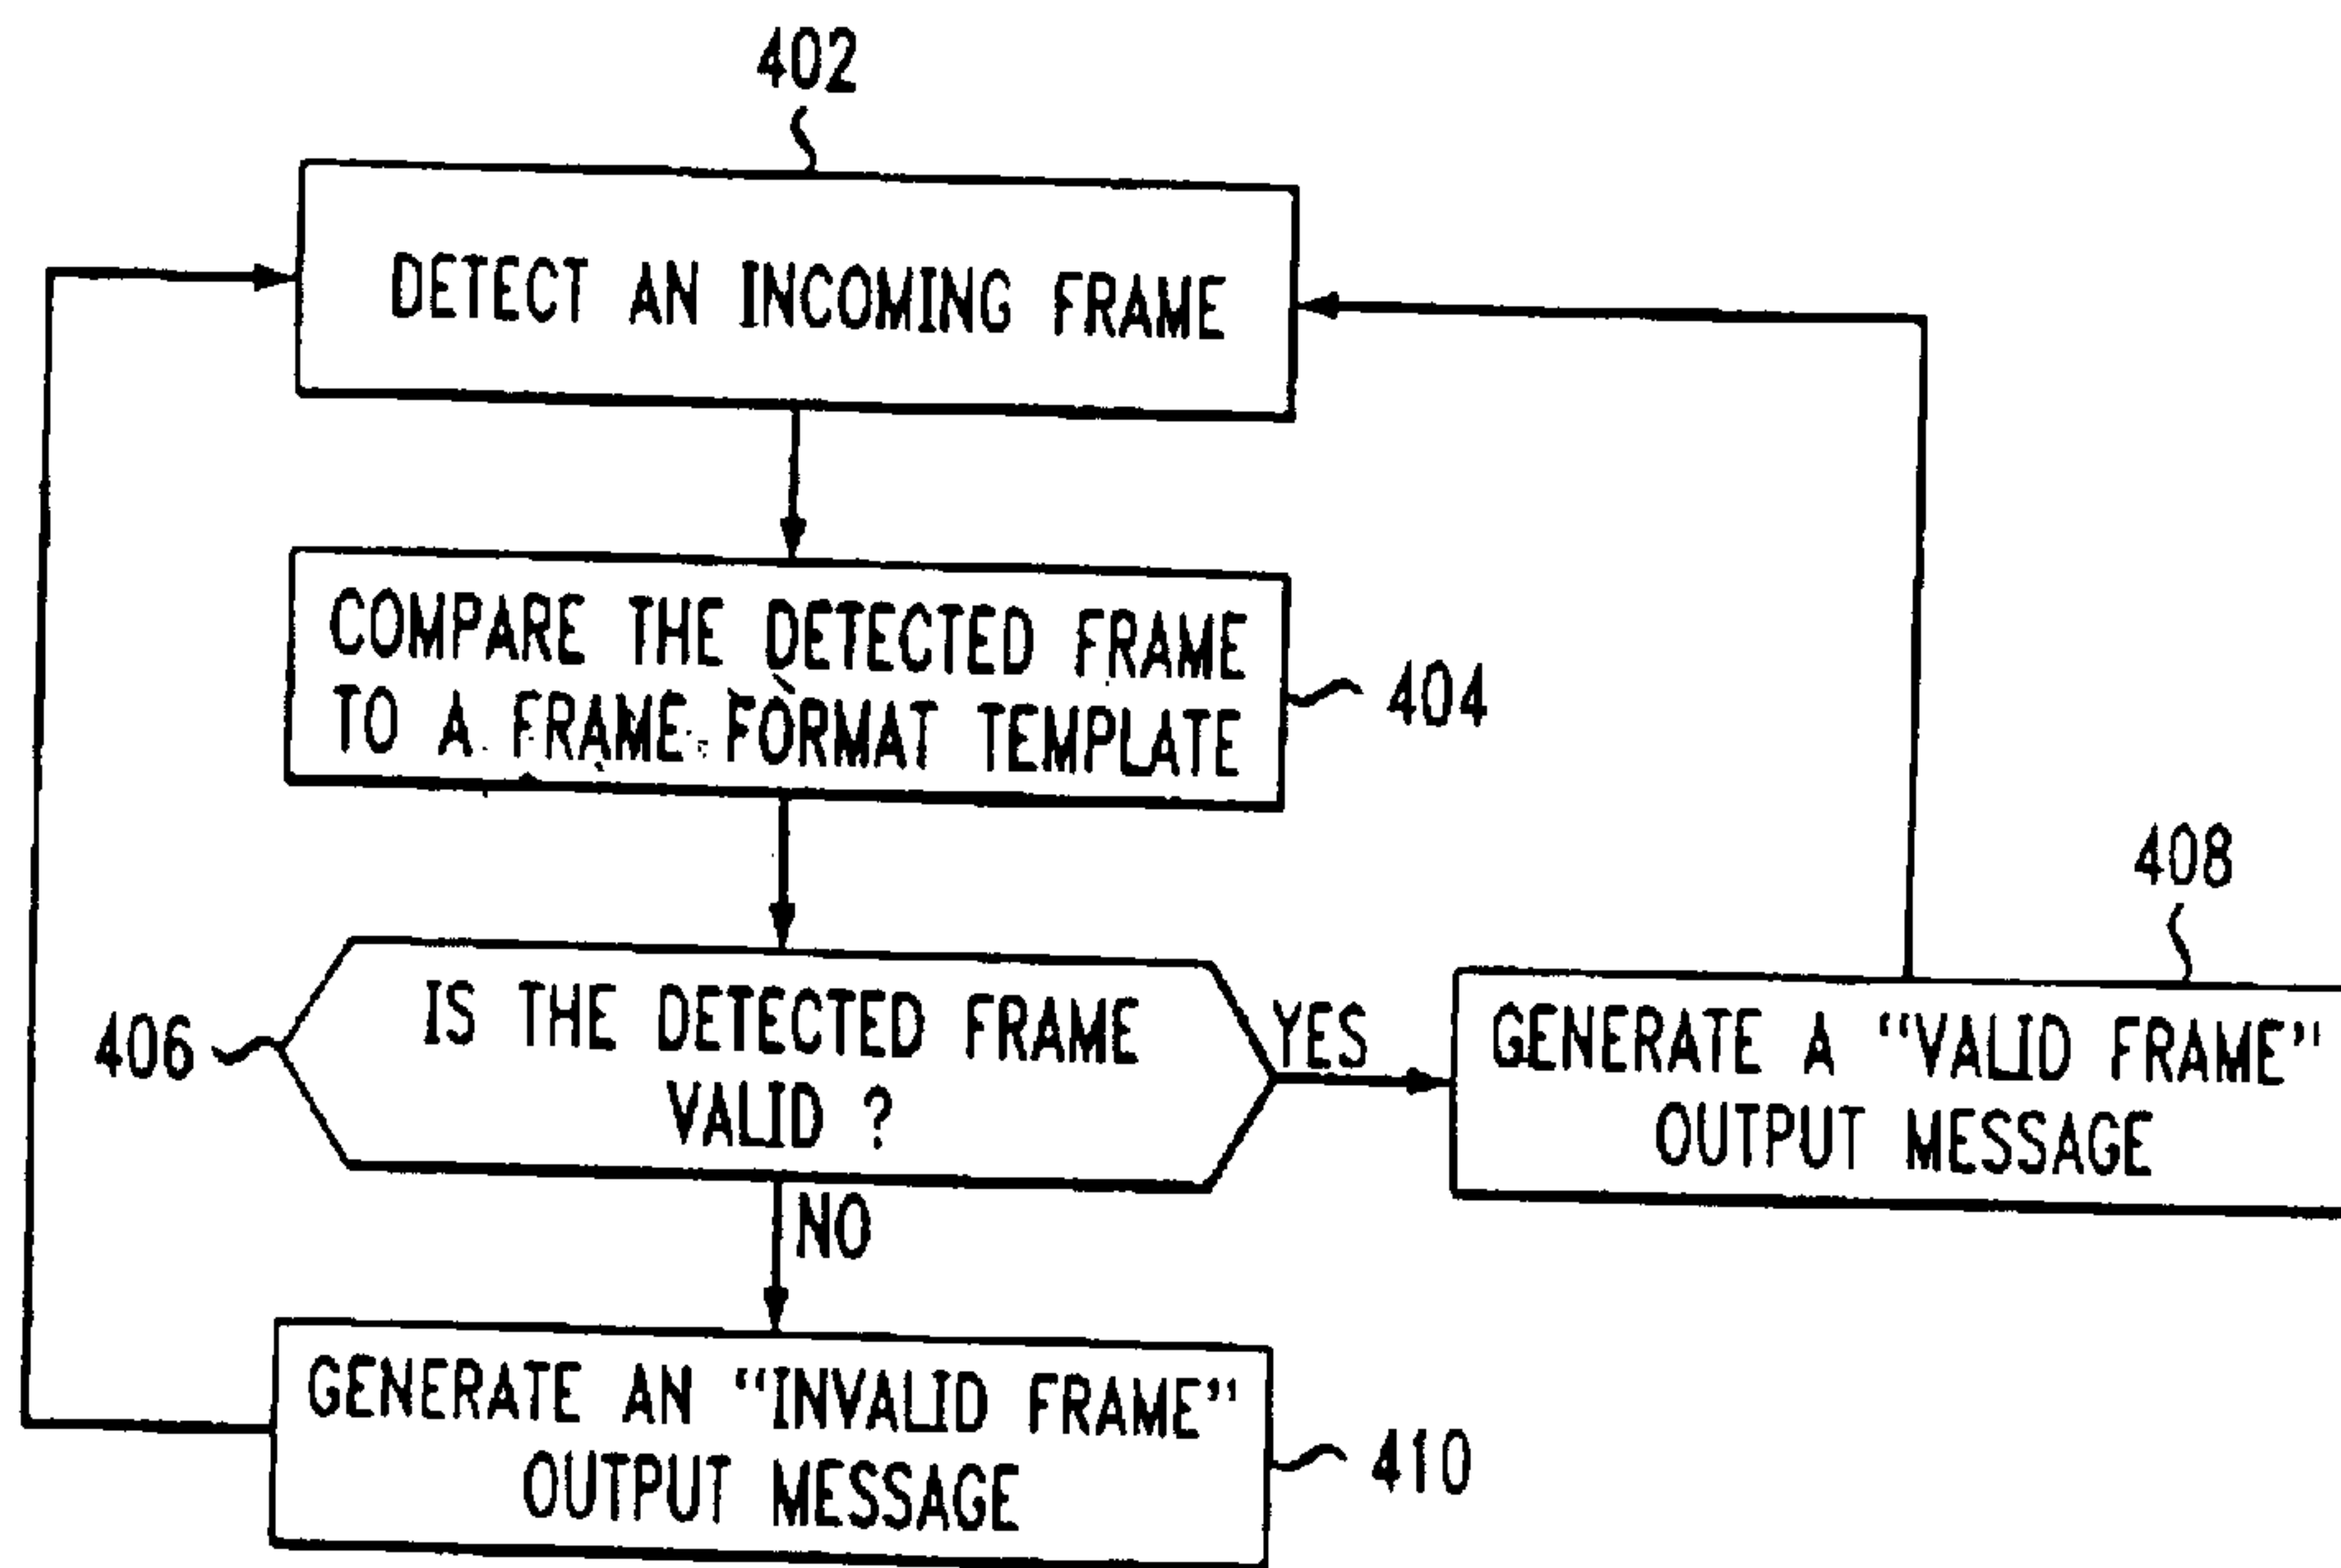 402
DETECT AN INCOMING FRAME
COMPARE THE DETECTED FRAME
TO A FRAME FORMAT TEMPLATE
404
408
406
IS THE DETECTED FRAME
VALID ?
YES
GENERATE A “VALID FRAME”
OUTPUT MESSAGE
NO
GENERATE AN “INVALID FRAME”
OUTPUT MESSAGE
410